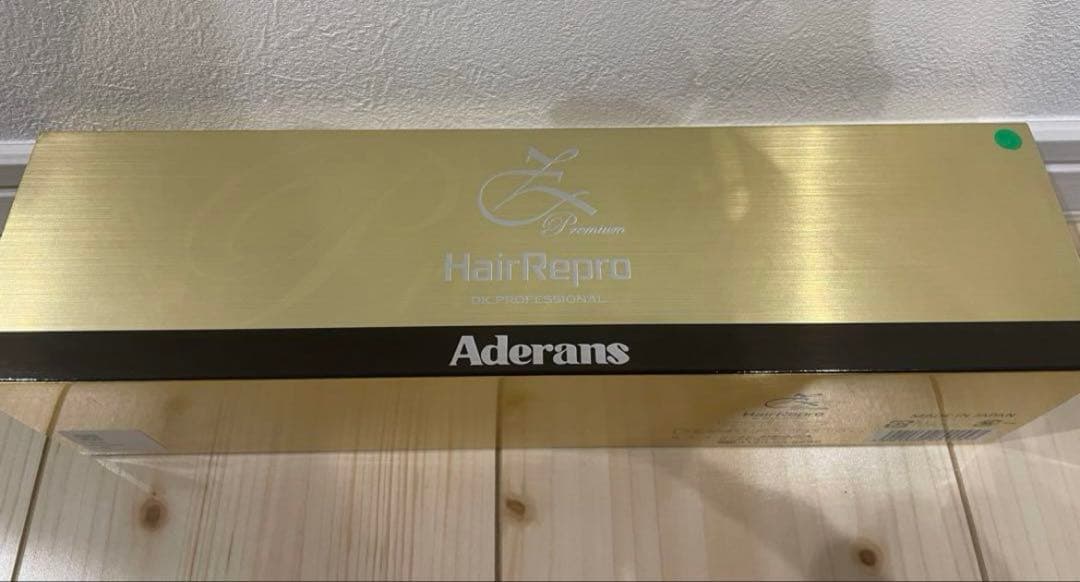 Premium
HairRepro
DK.PROFESSIONAL
Aderans
HairRepro
MADE IN JAPAN